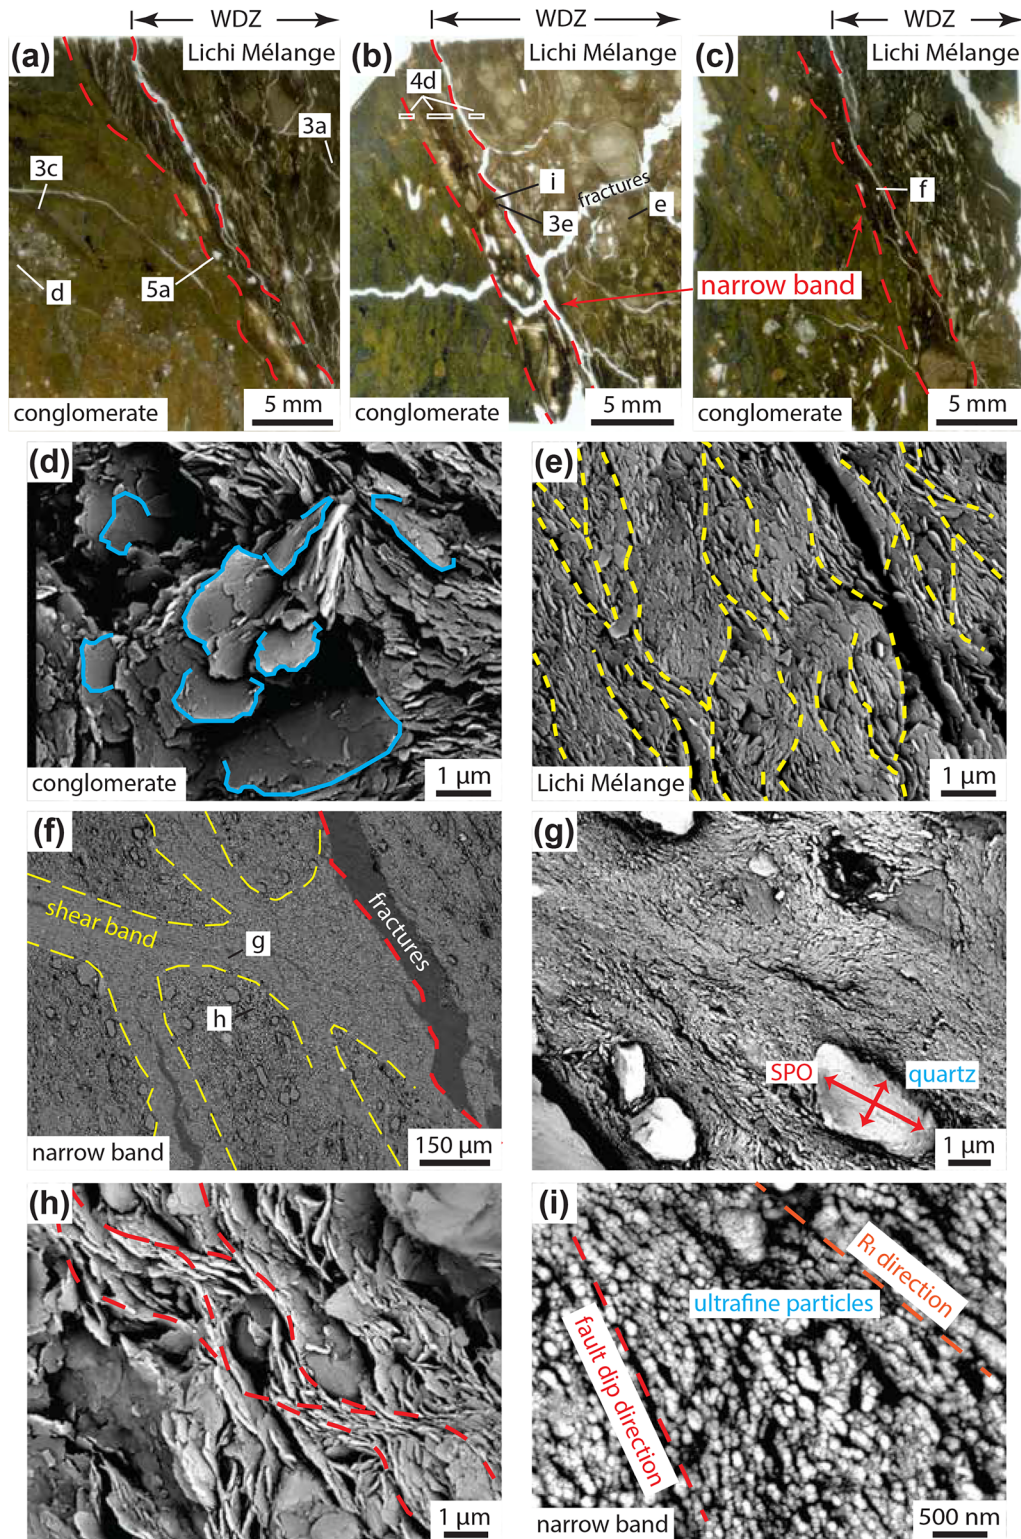 WDZ
WDZ
WDZ
(a)
Lichi Mélange
3a
3c
d
5a
conglomerate
5 mm
(b)
Lichi Mélange
4d
i
fractures
3e
e
narrow band
conglomerate
5 mm
(c)
Lichi Mélange
f
conglomerate
5 mm
(d)
conglomerate
1 µm
(e)
Lichi Mélange
1 µm
(f)
shear band
fractures
g
h
narrow band
150 µm
(g)
SPO
quartz
1 µm
(h)
1 µm
(i)
R1 direction
ultrafine particles
fault dip direction
narrow band
500 nm